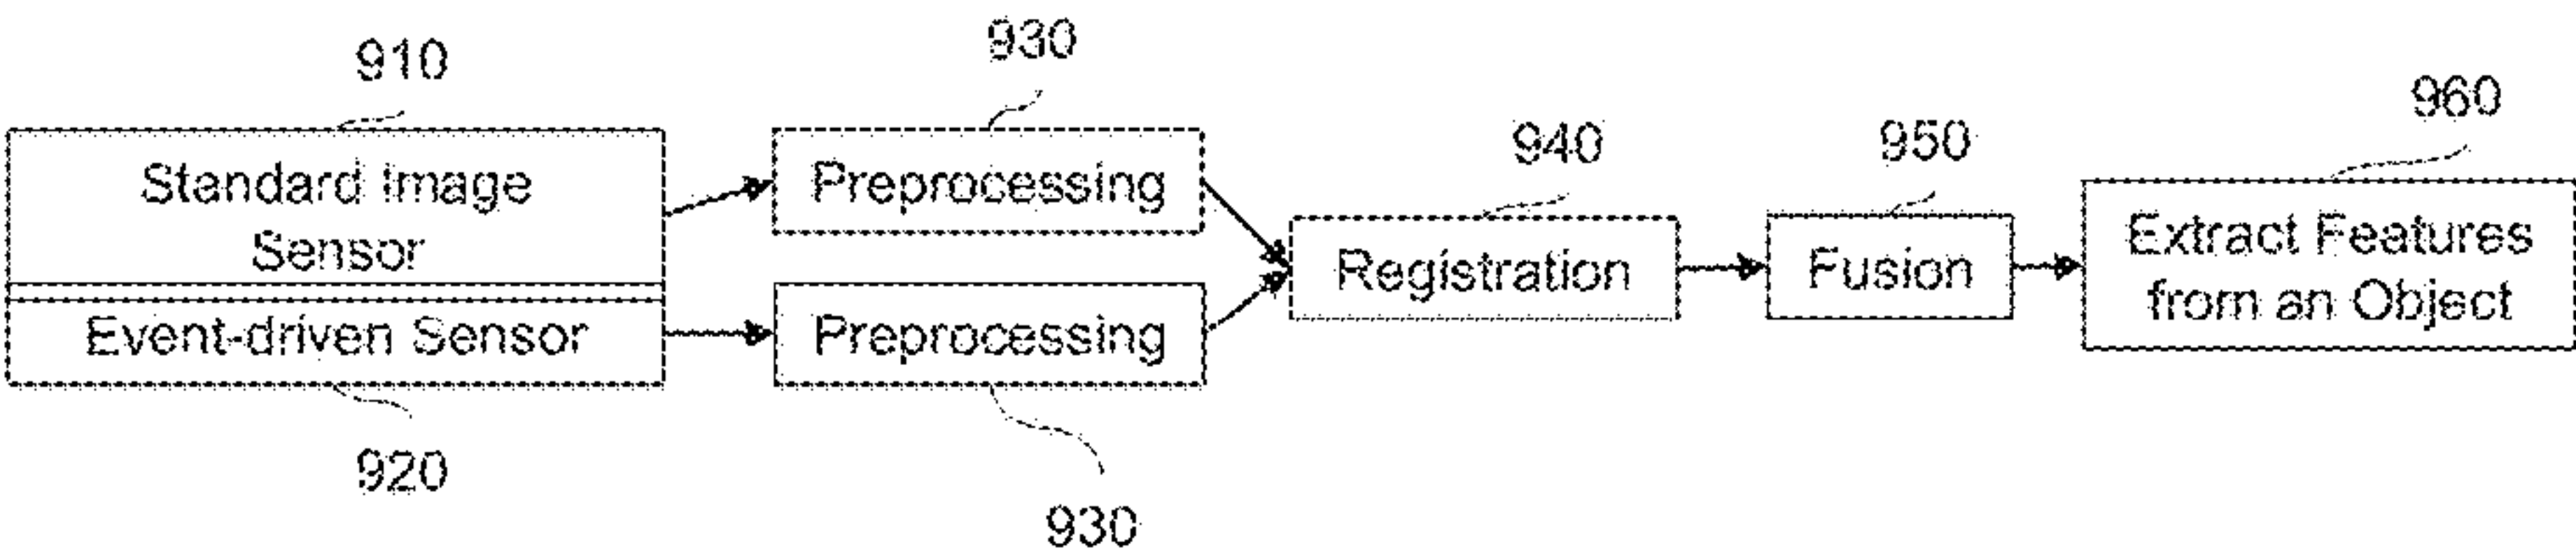 910
930
940
950
960
Standard Image
Sensor
Preprocessing
Registration
Fusion
Extract Features
from an Object
Event-driven Sensor
Preprocessing
920
930